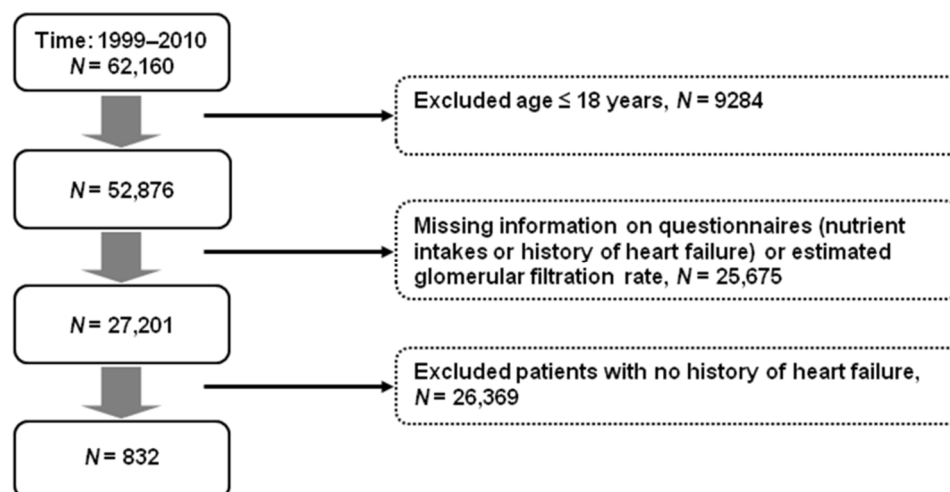 Time: 1999–2010
N = 62,160
Excluded age ≤ 18 years, N = 9284
N = 52,876
Missing information on questionnaires (nutrient
intakes or history of heart failure) or estimated
glomerular filtration rate, N = 25,675
N = 27,201
Excluded patients with no history of heart failure,
N = 26,369
N = 832